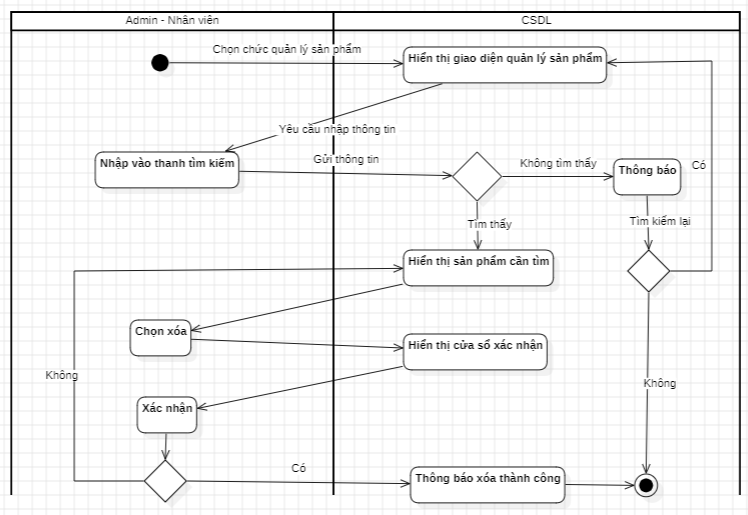 Admin - Nhân viên
CSDL
Chọn chức quản lý sản phẩm
Hiển thị giao diện quản lý sản phẩm
Yêu cầu nhập thông tin
Nhập vào thanh tìm kiếm
Gửi thông tin
Không tìm thấy
Thông báo
Có
Tìm thấy
Tìm kiếm lại
Hiển thị sản phẩm cần tìm
Chọn xóa
Hiển thị cửa sổ xác nhận
Không
Không
Xác nhận
Có
Thông báo xóa thành công